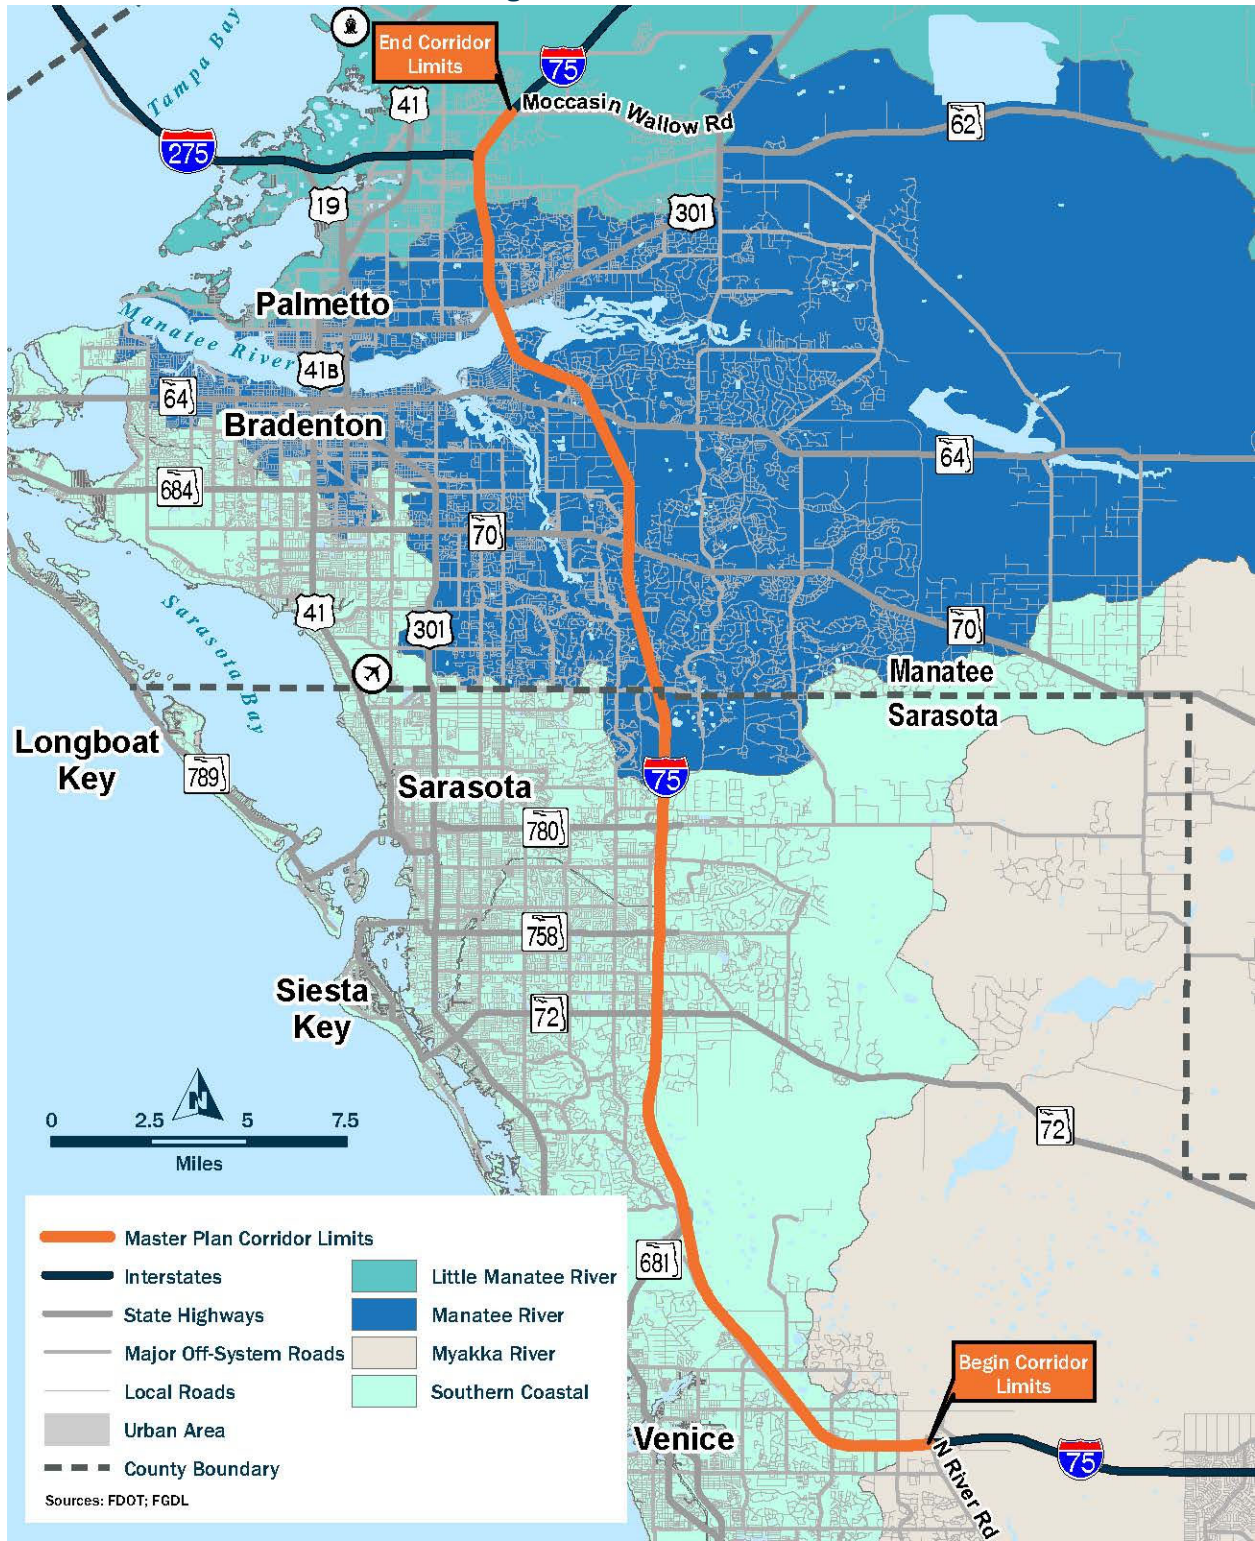 Tampa Bay
End Corridor
Limits
75
41
Moccasin Wallow Rd
62
275
19
301
Palmetto
Manatee River
41B
64
Bradenton
64
684
70
Sarasota Bay
41
301
70
Manatee
Sarasota
Longboat
Key
789
75
Sarasota
780
758
Siesta
Key
72
N
0 2.5 5 7.5
Miles
72
Master Plan Corridor Limits
Interstates
State Highways
Major Off-System Roads
Local Roads
Urban Area
County Boundary
Little Manatee River
Manatee River
Myakka River
Southern Coastal
Sources: FDOT; FGDL
681
Begin Corridor
Limits
Venice
N River Rd
75